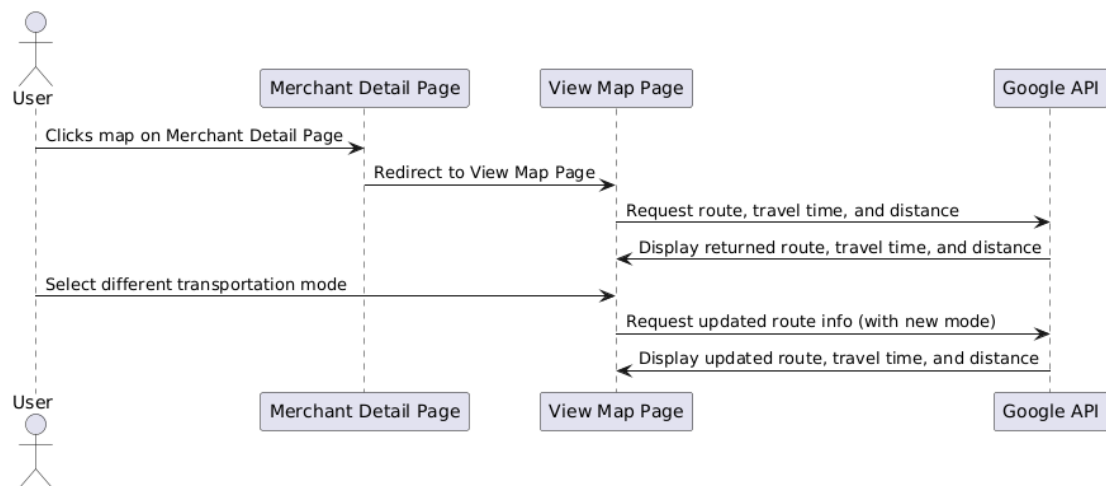 User
Merchant Detail Page
View Map Page
Google API
Clicks map on Merchant Detail Page
Redirect to View Map Page
Request route, travel time, and distance
Display returned route, travel time, and distance
Select different transportation mode
Request updated route info (with new mode)
Display updated route, travel time, and distance
User
Merchant Detail Page
View Map Page
Google API